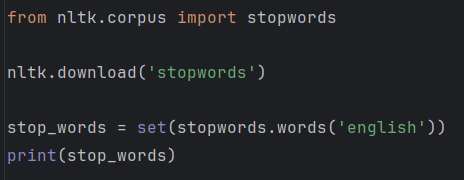 from nltk.corpus import stopwords
nltk.download('stopwords')
stop_words = set(stopwords.words('english'))
print(stop_words)